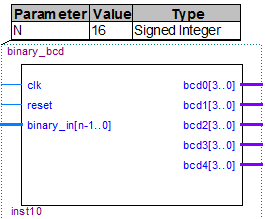 Parameter Value Type
N 16 Signed Integer
binary_bcd
clk bcd0[3..0]
reset bcd1[3..0]
binary_in[n-1..0] bcd2[3..0]
bcd3[3..0]
bcd4[3..0]
inst10